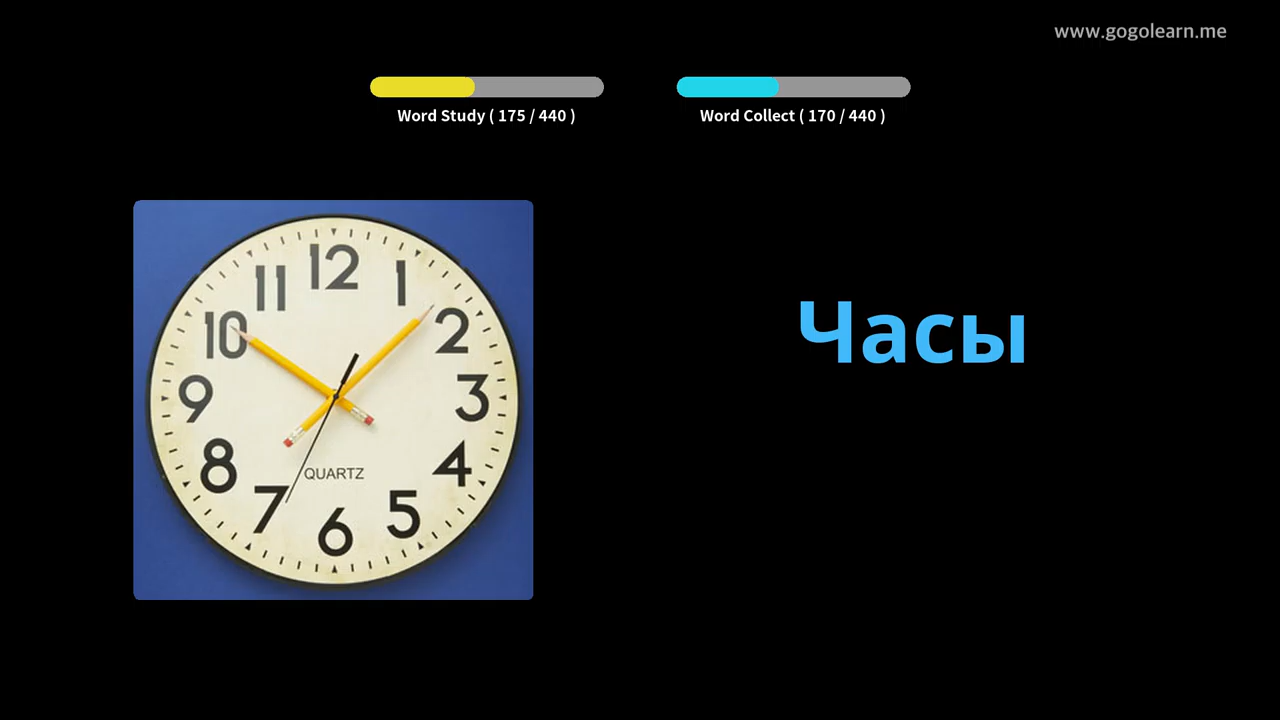 www.gogolearn.me
Word Study ( 175 / 440 )
Word Collect ( 170 / 440 )
12
11
1
10
2
9
3
8
4
7
5
6
QUARTZ
Часы